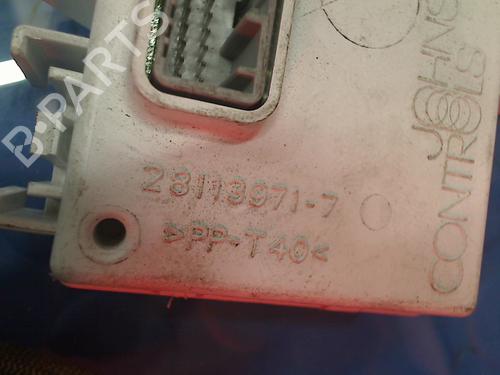 B-PARTS
JOHNSON
CONTROLS
28113971-7
>PP-T40<